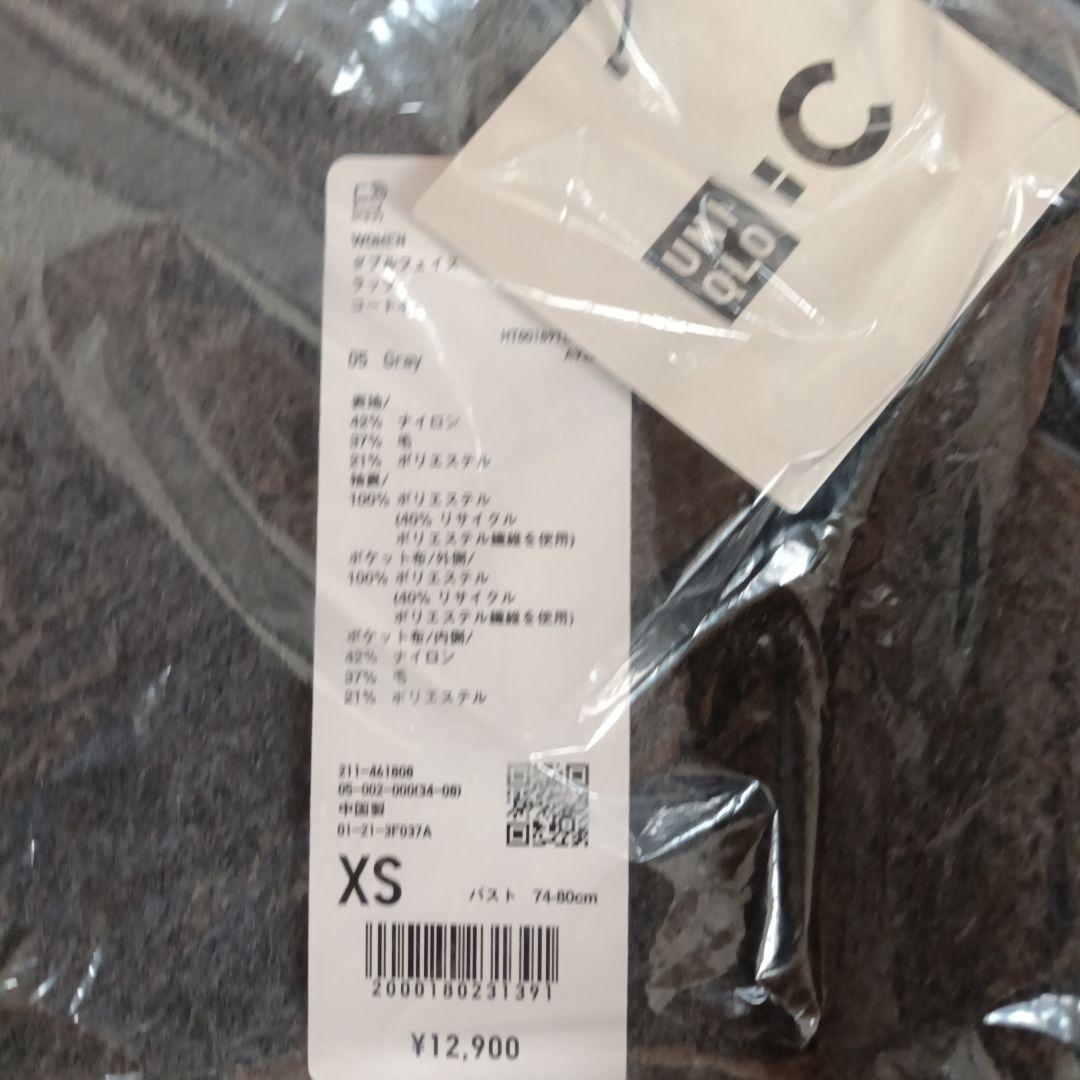 UNI
QLO
: C
WOMEN
ダブルフェイス
ラップ
コート
05 Gray
表地/
42% ナイロン
37% 毛
21% ポリエステル
袖裏/
100% ポリエステル
(40% リサイクル
ポリエステル繊維を使用)
ポケット布/外側/
100% ポリエステル
(40% リサイクル
ポリエステル繊維を使用)
ポケット布/内側/
42% ナイロン
37% 毛
21% ポリエステル
211-461808
05-002-000(34-08)
中国製
01-21-3F037A
XS
バスト 74-80cm
2000180231391
¥12,900